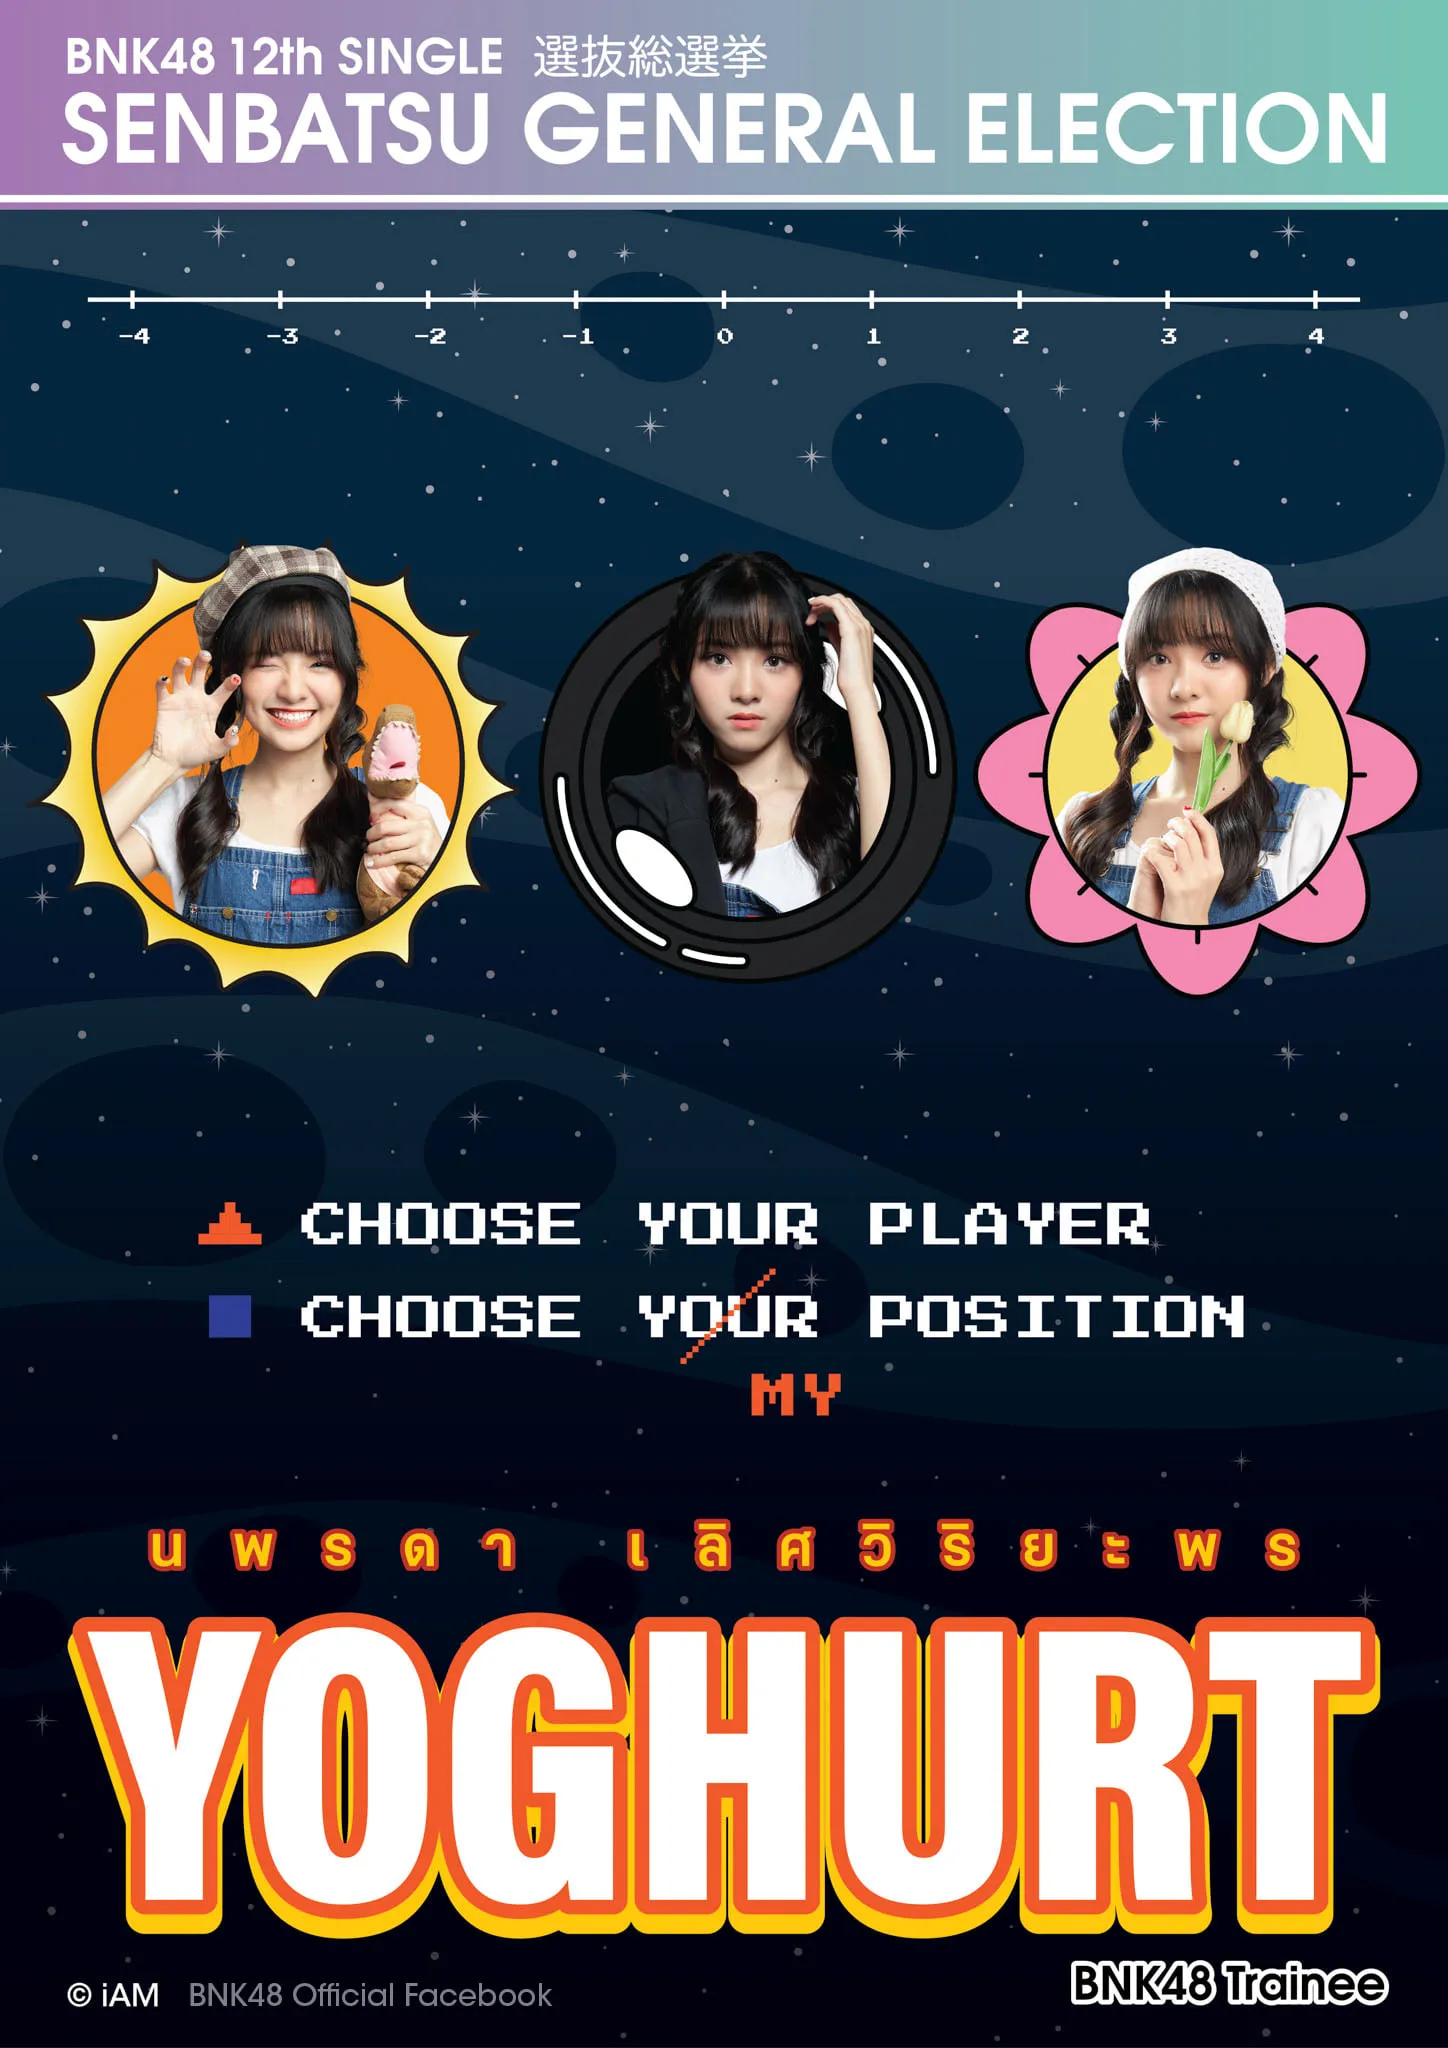 BNK48 12th SINGLE 選抜総選挙
SENBATSU GENERAL ELECTION
-4 -3 -2 -1 0 1 2 3 4
CHOOSE YOUR PLAYER
CHOOSE YOUR POSITION
MY
นพรดา เลิศวิริยะพร
YOGHURT
BNK48 Trainee
© iAM BNK48 Official Facebook